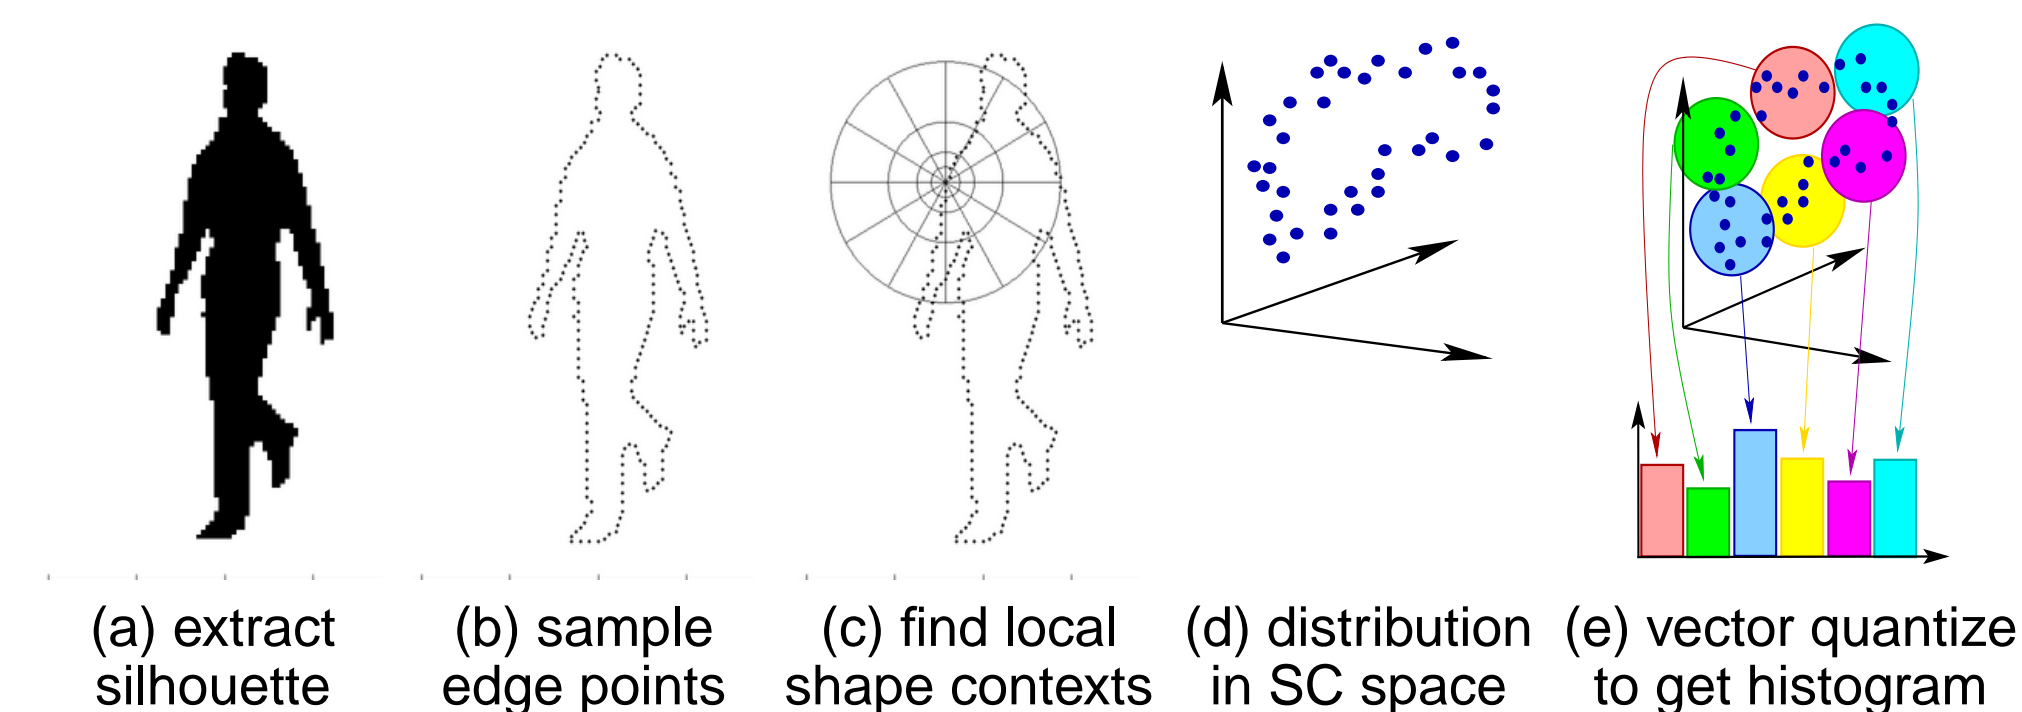 (a) extract
silhouette
(b) sample
edge points
(c) find local
shape contexts
(d) distribution
in SC space
(e) vector quantize
to get histogram